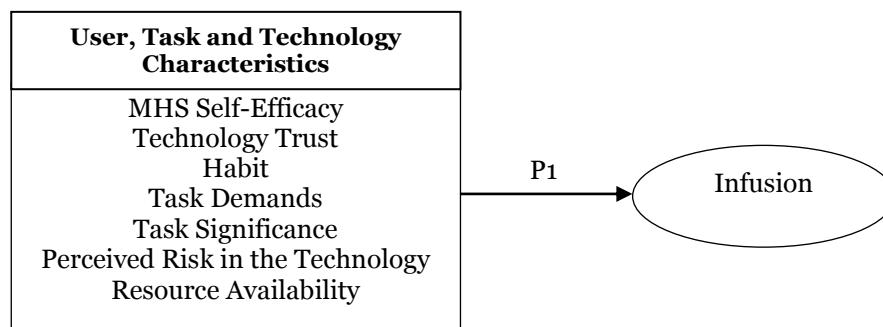 User, Task and Technology
Characteristics
MHS Self-Efficacy
Technology Trust
Habit
Task Demands
Task Significance
Perceived Risk in the Technology
Resource Availability
P1
Infusion